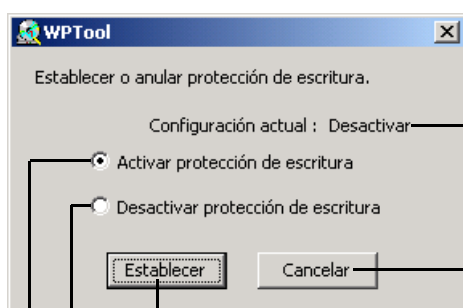 WPTool
Establecer o anular protección de escritura.
Configuración actual : Desactivar
Activar protección de escritura
Desactivar protección de escritura
Establecer Cancelar